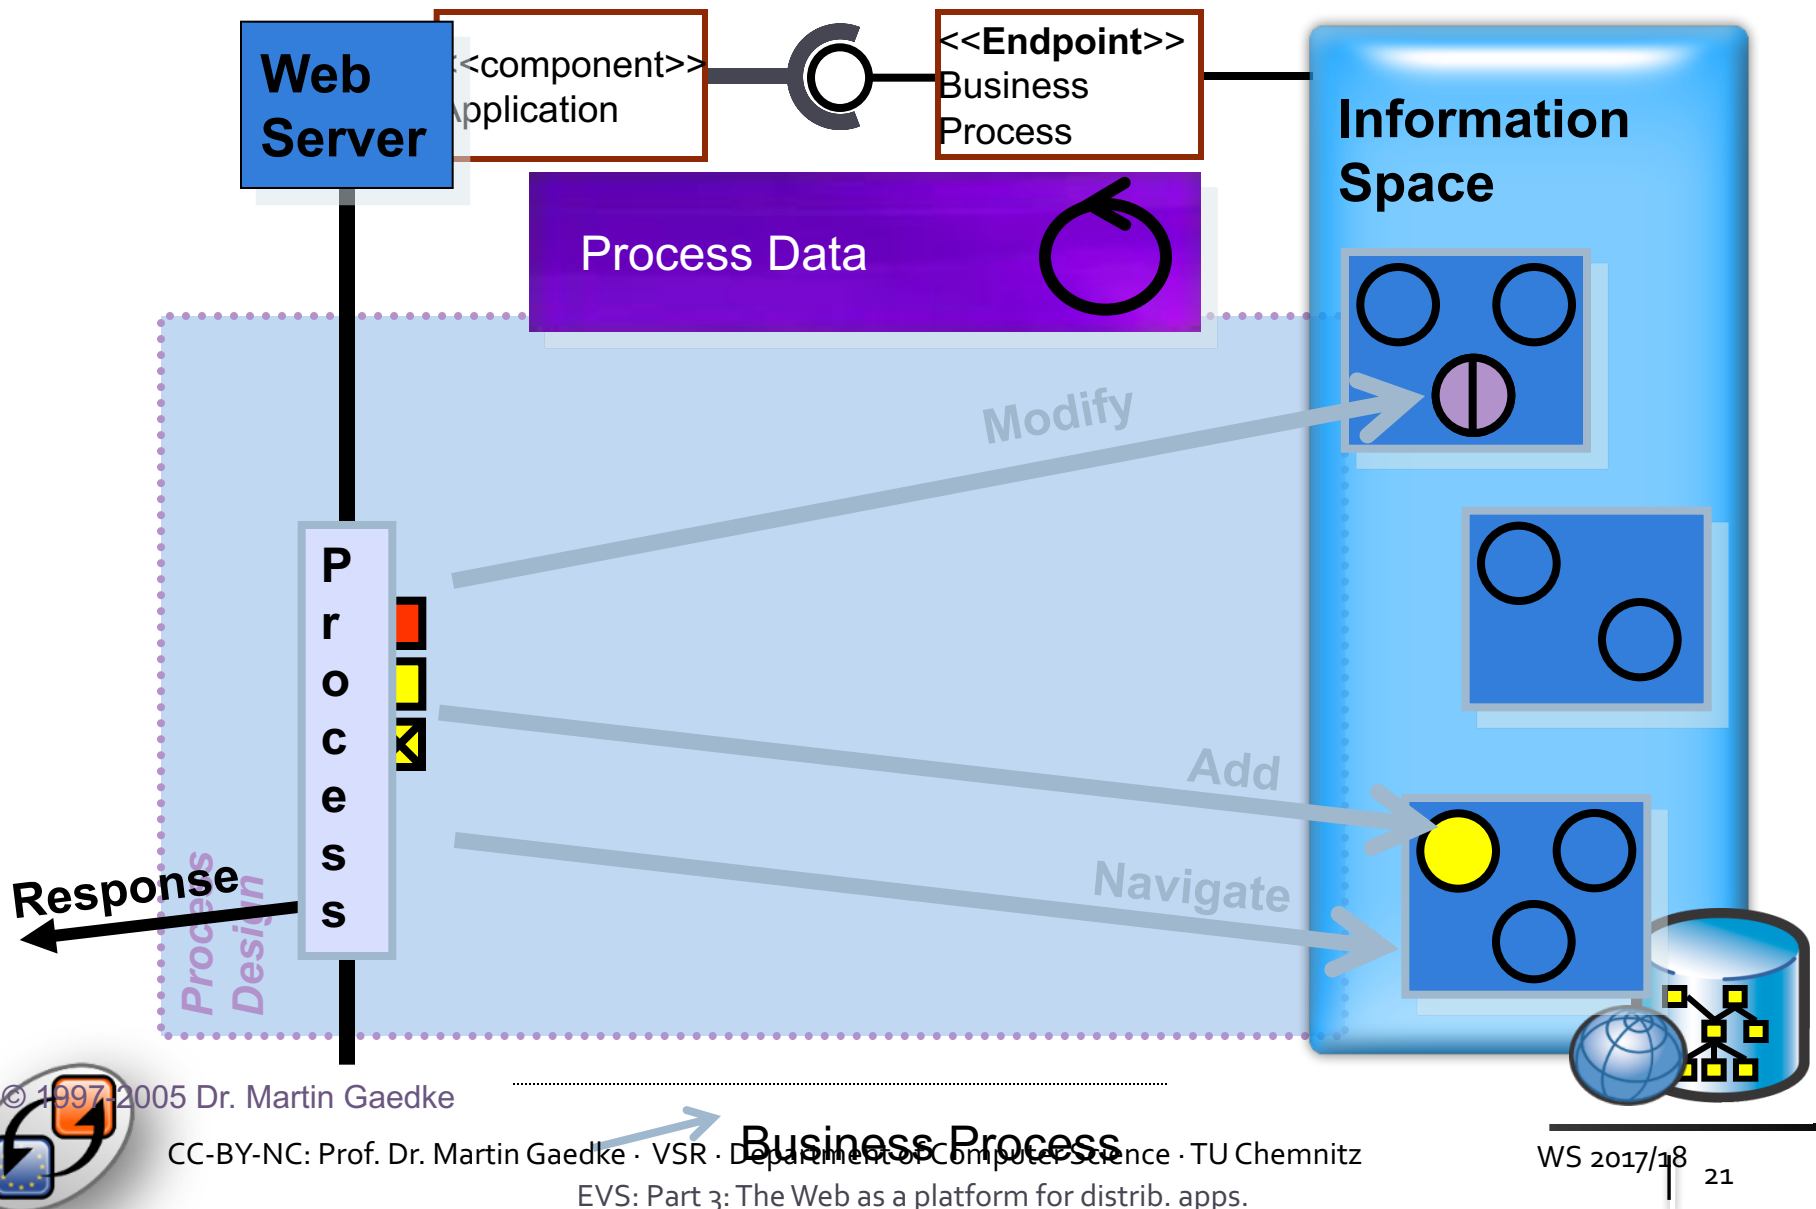 Web
Server
<<component>>
Application
<<Endpoint>>
Business
Process
Information
Space
Process Data
Modify
Process
Add
Navigate
Response
Process
Design
© 1997-2005 Dr. Martin Gaedke
Business Process
CC-BY-NC: Prof. Dr. Martin Gaedke · VSR · Department of Computer Science · TU Chemnitz
WS 2017/18
21
EVS: Part 3: The Web as a platform for distrib. apps.